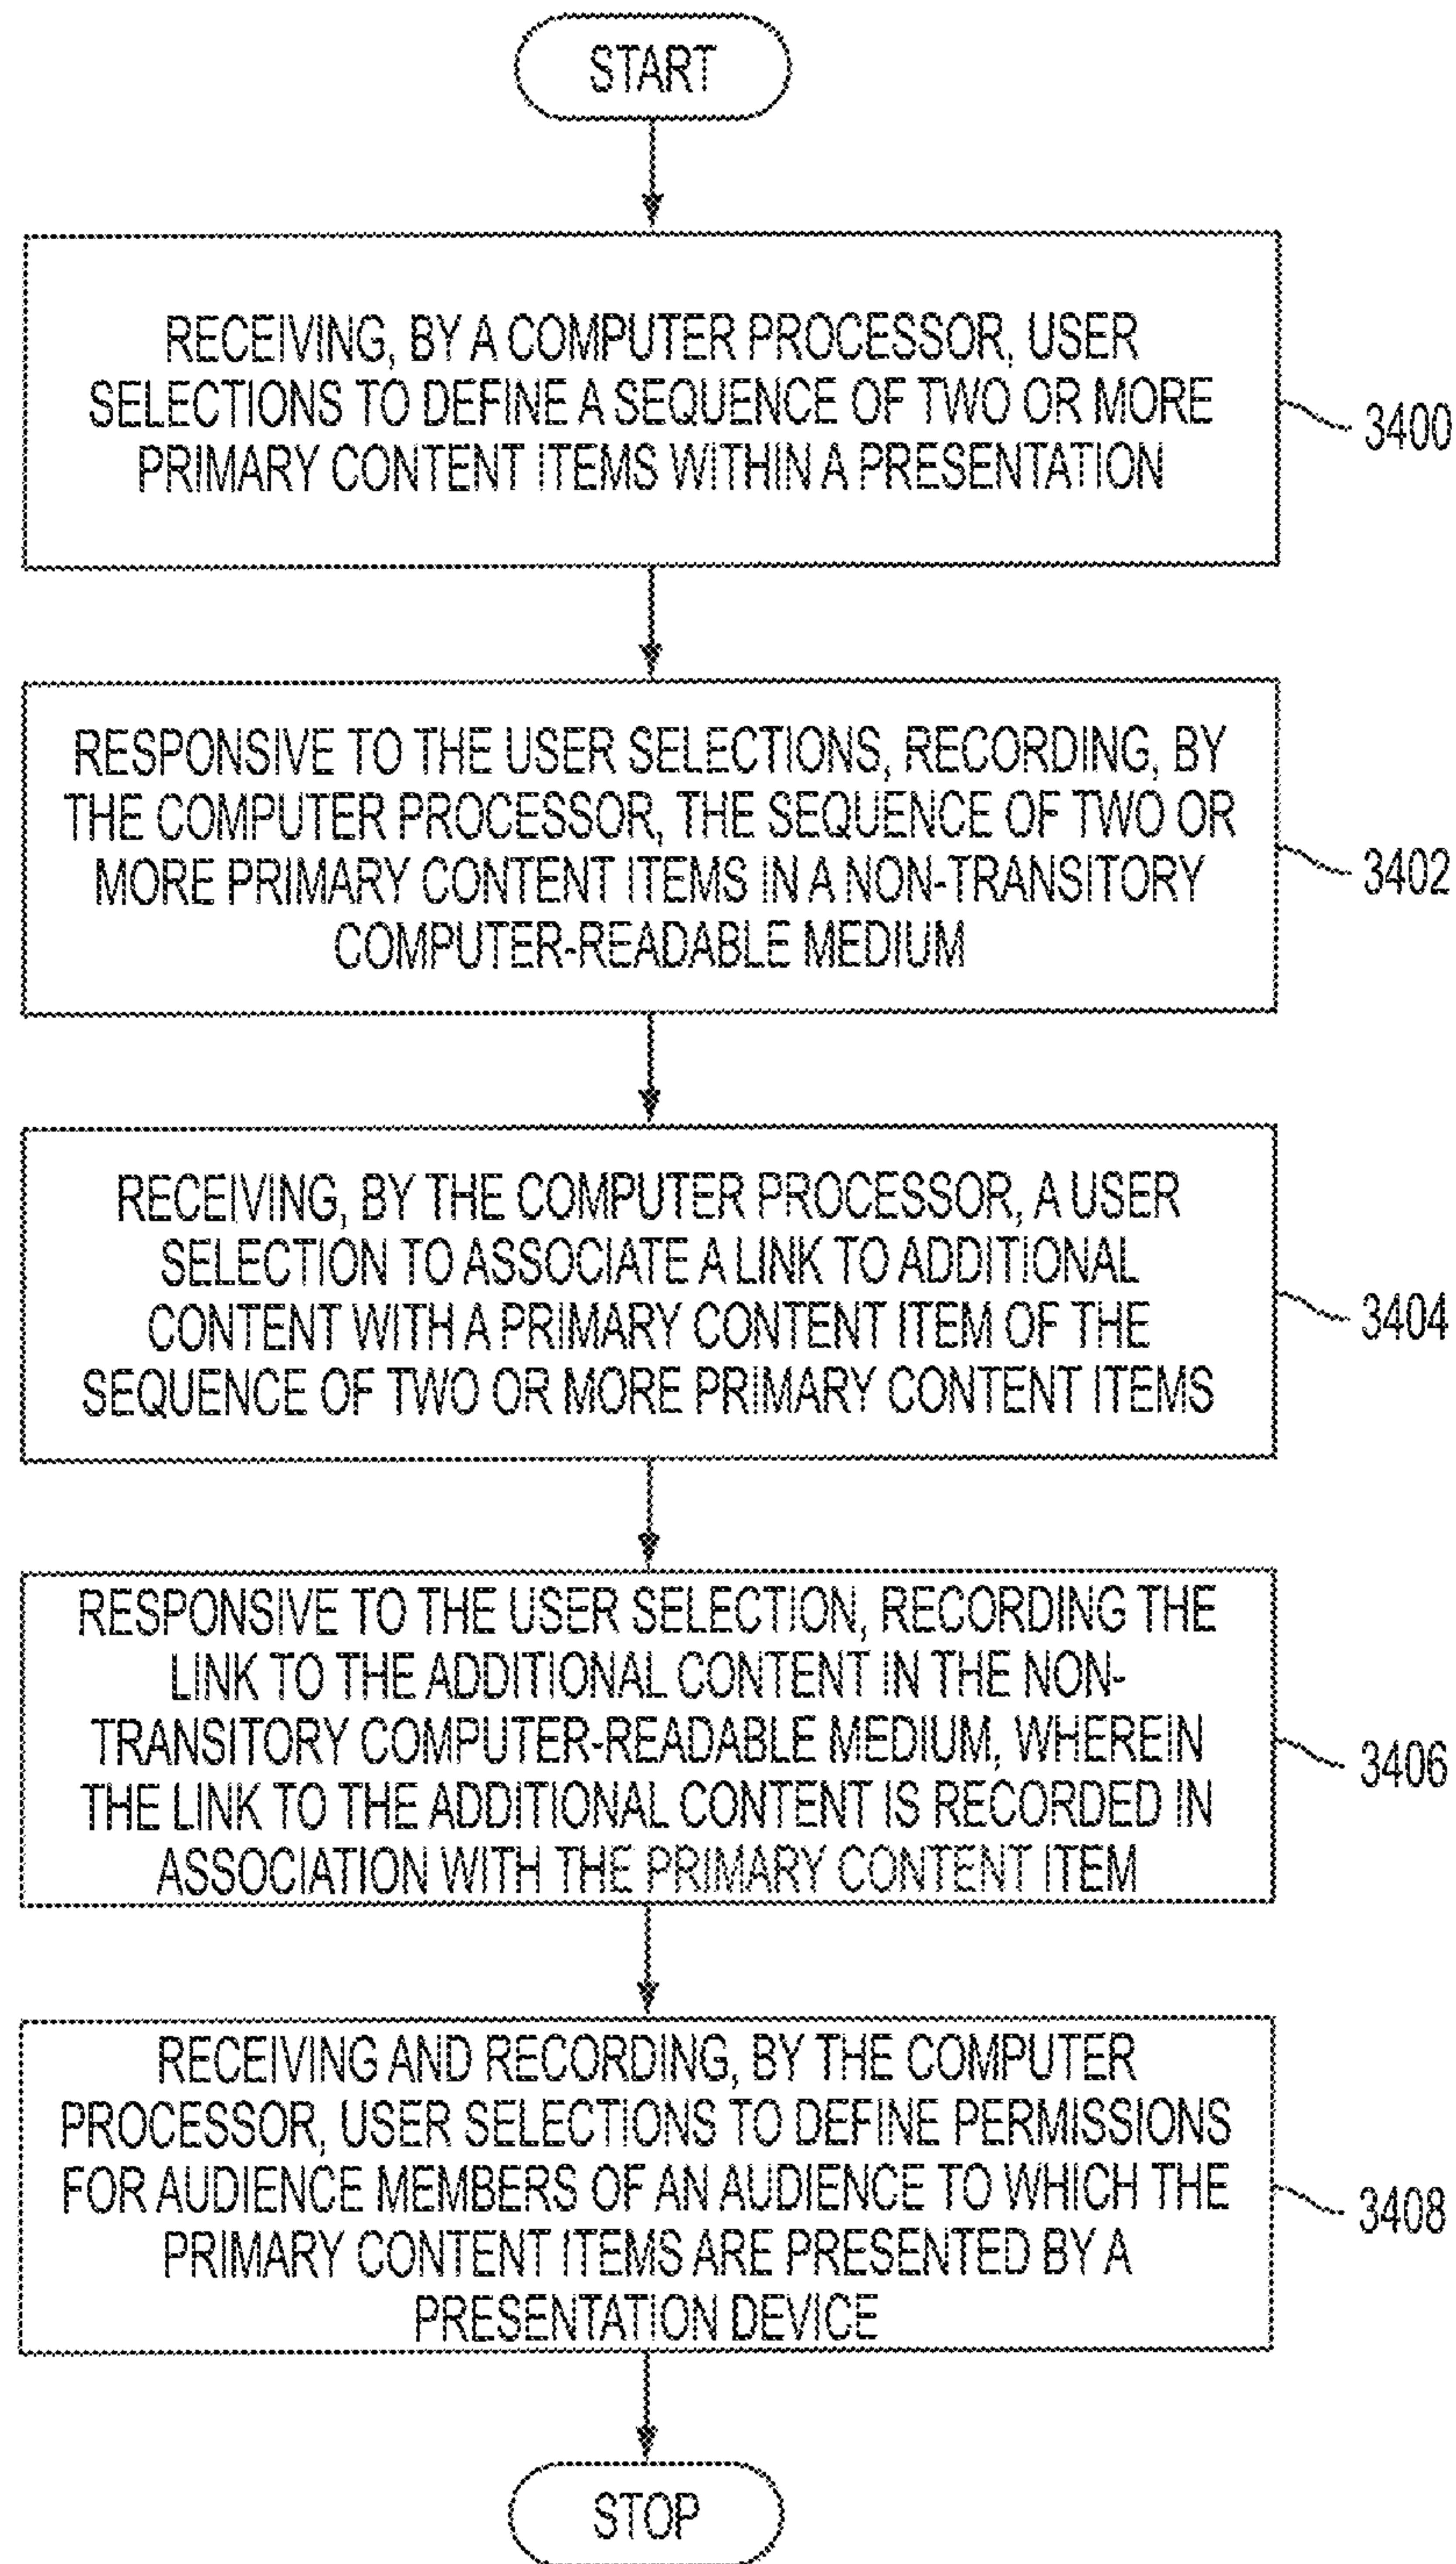 START
RECEIVING, BY A COMPUTER PROCESSOR, USER
SELECTIONS TO DEFINE A SEQUENCE OF TWO OR MORE
PRIMARY CONTENT ITEMS WITHIN A PRESENTATION
3400
RESPONSIVE TO THE USER SELECTIONS, RECORDING, BY
THE COMPUTER PROCESSOR, THE SEQUENCE OF TWO OR
MORE PRIMARY CONTENT ITEMS IN A NON-TRANSITORY
COMPUTER-READABLE MEDIUM
3402
RECEIVING, BY THE COMPUTER PROCESSOR, A USER
SELECTION TO ASSOCIATE A LINK TO ADDITIONAL
CONTENT WITH A PRIMARY CONTENT ITEM OF THE
SEQUENCE OF TWO OR MORE PRIMARY CONTENT ITEMS
3404
RESPONSIVE TO THE USER SELECTION, RECORDING THE
LINK TO THE ADDITIONAL CONTENT IN THE NON-
TRANSITORY COMPUTER-READABLE MEDIUM, WHEREIN
THE LINK TO THE ADDITIONAL CONTENT IS RECORDED IN
ASSOCIATION WITH THE PRIMARY CONTENT ITEM
3406
RECEIVING AND RECORDING, BY THE COMPUTER
PROCESSOR, USER SELECTIONS TO DEFINE PERMISSIONS
FOR AUDIENCE MEMBERS OF AN AUDIENCE TO WHICH THE
PRIMARY CONTENT ITEMS ARE PRESENTED BY A
PRESENTATION DEVICE
3408
STOP